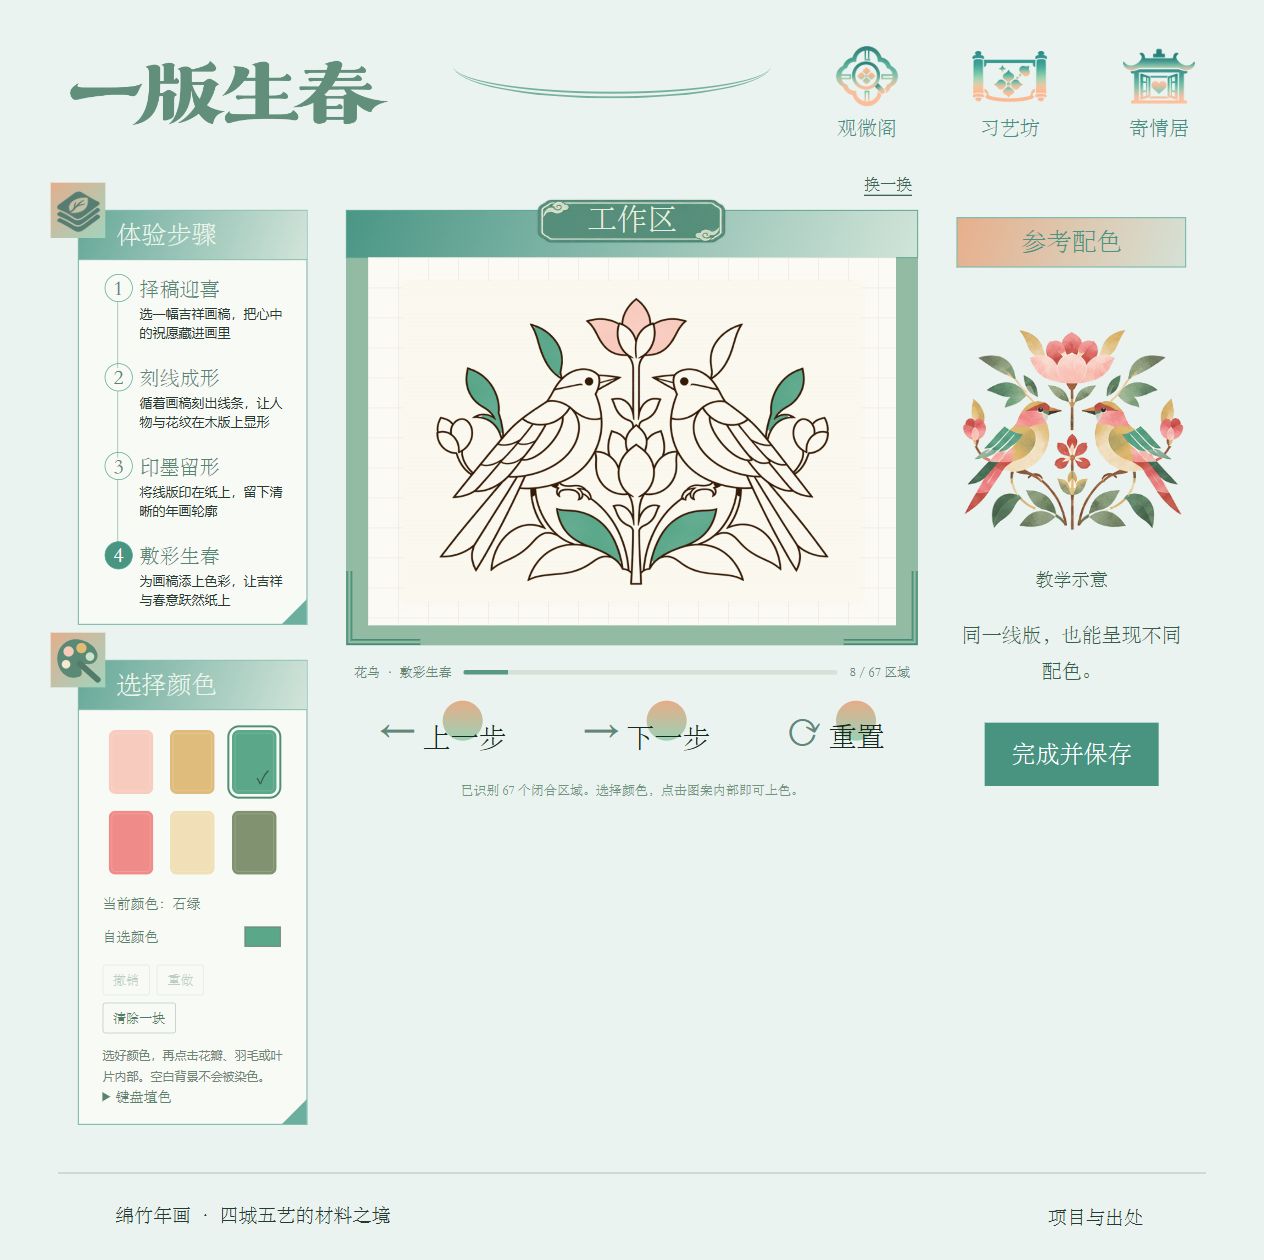 一版生春
观微阁
习艺坊
寄情居
换一换
体验步骤
1 择稿迎喜
选一幅吉祥画稿，把心中
的祝愿藏进画里
2 刻线成形
循着画稿刻出线条，让人
物与花纹在木版上显形
3 印墨留形
将线版印在纸上，留下清
晰的年画轮廓
4 敷彩生春
为画稿添上色彩，让吉祥
与春意跃然纸上
选择颜色
✓
当前颜色：石绿
自选颜色
撤销 重做
清除一块
选好颜色，再点击花瓣、羽毛或叶
片内部。空白背景不会被染色。
▶ 键盘填色
工作区
花鸟 · 敷彩生春
8 / 67 区域
← 上一步
→ 下一步
重置
已识别 67 个闭合区域。选择颜色，点击图案内部即可上色。
参考配色
教学示意
同一线版，也能呈现不同
配色。
完成并保存
绵竹年画 · 四城五艺的材料之境
项目与出处